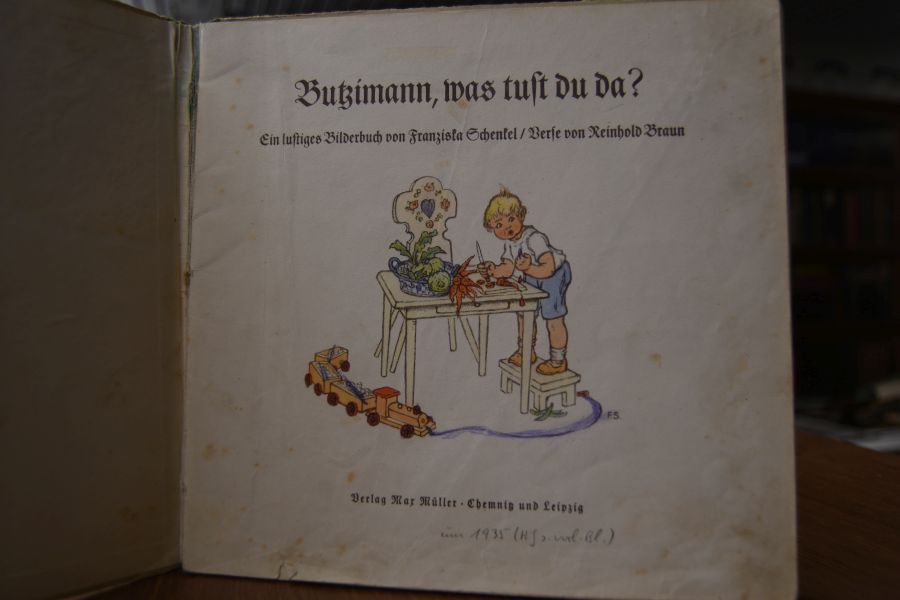 Butzimann, was tust du da?
Ein lustiges Bilderbuch von Franziska Schenkel / Verse von Reinhold Braun
FS.
Verlag Max Müller · Chemnitz und Leipzig
um 1935